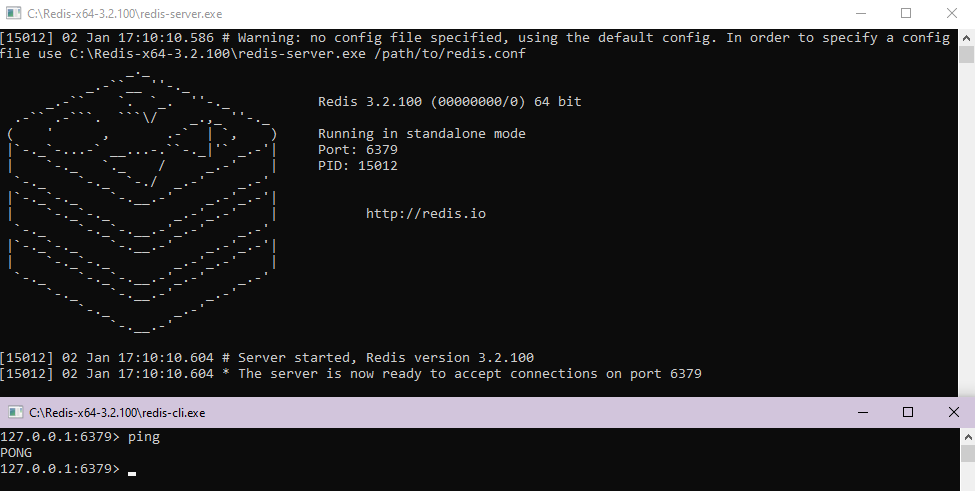 C:\Redis-x64-3.2.100\redis-server.exe
[15012] 02 Jan 17:10:10.586 # Warning: no config file specified, using the default config. In order to specify a config
file use C:\Redis-x64-3.2.100\redis-server.exe /path/to/redis.conf
Redis 3.2.100 (00000000/0) 64 bit
Running in standalone mode
Port: 6379
PID: 15012
http://redis.io
[15012] 02 Jan 17:10:10.604 # Server started, Redis version 3.2.100
[15012] 02 Jan 17:10:10.604 * The server is now ready to accept connections on port 6379
C:\Redis-x64-3.2.100\redis-cli.exe
127.0.0.1:6379> ping
PONG
127.0.0.1:6379>